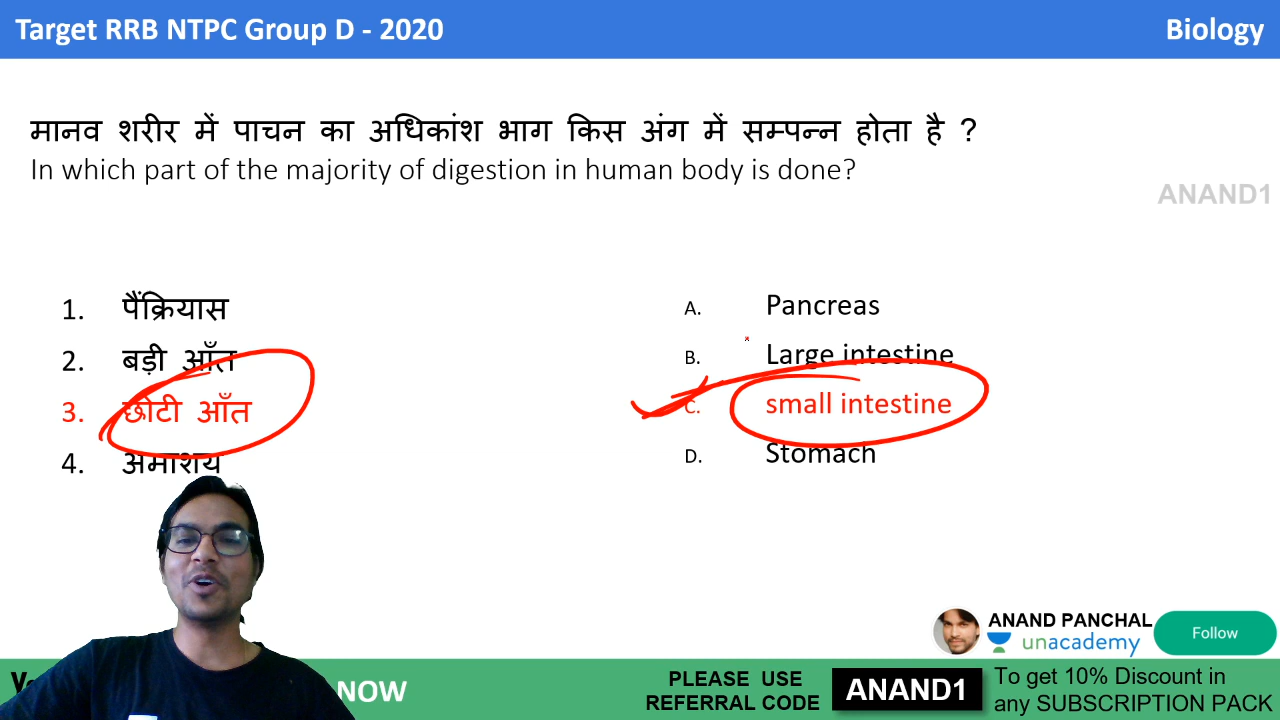 Target RRB NTPC Group D - 2020
Biology
मानव शरीर में पाचन का अधिकांश भाग किस अंग में सम्पन्न होता है ?
In which part of the majority of digestion in human body is done?
ANAND1
1. पैंक्रियास
2. बड़ी आँत
3. छोटी आँत
4. अमाशय
A. Pancreas
B. Large intestine
C. small intestine
D. Stomach
ANAND PANCHAL
unacademy
Follow
NOW
PLEASE USE
REFERRAL CODE
ANAND1
To get 10% Discount in
any SUBSCRIPTION PACK